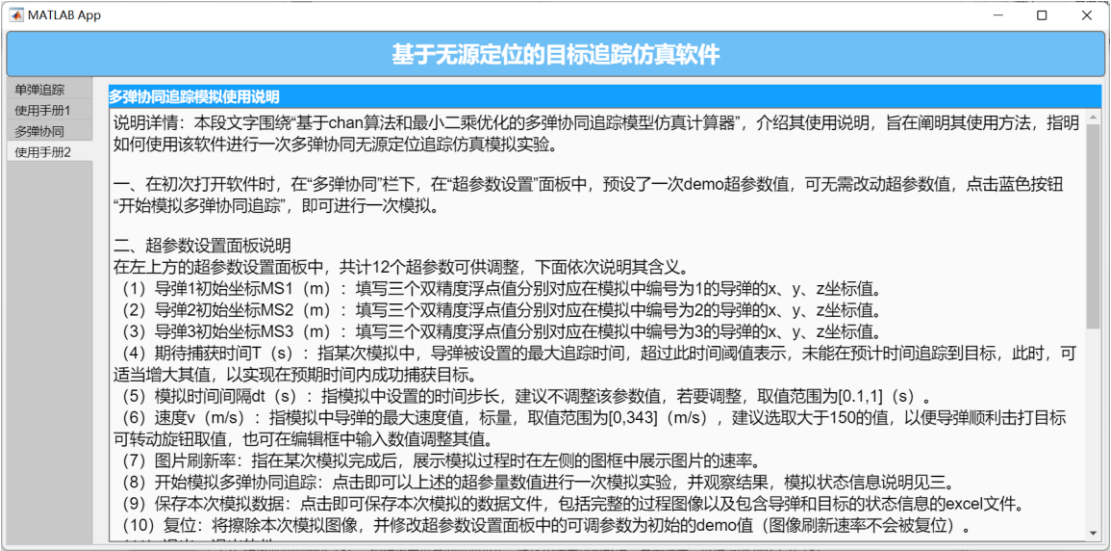 MATLAB App
基于无源定位的目标追踪仿真软件
单弹追踪
使用手册1
多弹协同
使用手册2
多弹协同追踪模拟使用说明
说明详情：本段文字围绕“基于chan算法和最小二乘优化的多弹协同追踪模型仿真计算器”，介绍其使用说明，旨在阐明其使用方法，指明
如何使用该软件进行一次多弹协同无源定位追踪仿真模拟实验。
一、在初次打开软件时，在“多弹协同”栏下，在“超参数设置”面板中，预设了一次demo超参数值，可无需改动超参数值，点击蓝色按钮
“开始模拟多弹协同追踪”，即可进行一次模拟。
二、超参数设置面板说明
在左上方的超参数设置面板中，共计12个超参数可供调整，下面依次说明其含义。
（1）导弹1初始坐标MS1（m）：填写三个双精度浮点值分别对应在模拟中编号为1的导弹的x、y、z坐标值。
（2）导弹2初始坐标MS2（m）：填写三个双精度浮点值分别对应在模拟中编号为2的导弹的x、y、z坐标值。
（3）导弹3初始坐标MS3（m）：填写三个双精度浮点值分别对应在模拟中编号为3的导弹的x、y、z坐标值。
（4）期待捕获时间T（s）：指某次模拟中，导弹被设置的最大追踪时间，超过此时间阈值表示，未能在预计时间追踪到目标，此时，可
适当增大其值，以实现在预期时间内成功捕获目标。
（5）模拟时间间隔dt（s）：指模拟中设置的时间步长，建议不调整该参数值，若要调整，取值范围为[0.1,1]（s）。
（6）速度v（m/s）：指模拟中导弹的最大速度值，标量，取值范围为[0,343]（m/s），建议选取大于150的值，以便导弹顺利击打目标
可转动旋钮取值，也可在编辑框中输入数值调整其值。
（7）图片刷新率：指在某次模拟完成后，展示模拟过程时在左侧的图框中展示图片的速率。
（8）开始模拟多弹协同追踪：点击即可以上述的超参量数值进行一次模拟实验，并观察结果，模拟状态信息说明见三。
（9）保存本次模拟数据：点击即可保存本次模拟的数据文件，包括完整的过程图像以及包含导弹和目标的状态信息的excel文件。
（10）复位：将擦除本次模拟图像，并修改超参数设置面板中的可调参数为初始的demo值（图像刷新速率不会被复位）。